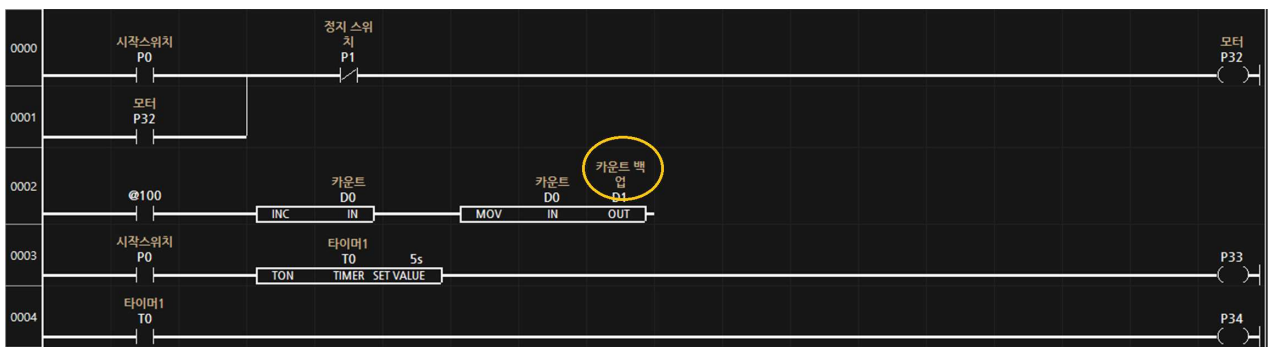 0000
시작스위치
P0
정지 스위
치
P1
모터
P32
0001
모터
P32
0002
@100
카운트
D0
INC IN
카운트 카운트 백
업
D0 D1
MOV IN OUT
0003
시작스위치
P0
타이머1
T0 5s
TON TIMER SET VALUE
P33
0004
타이머1
T0
P34